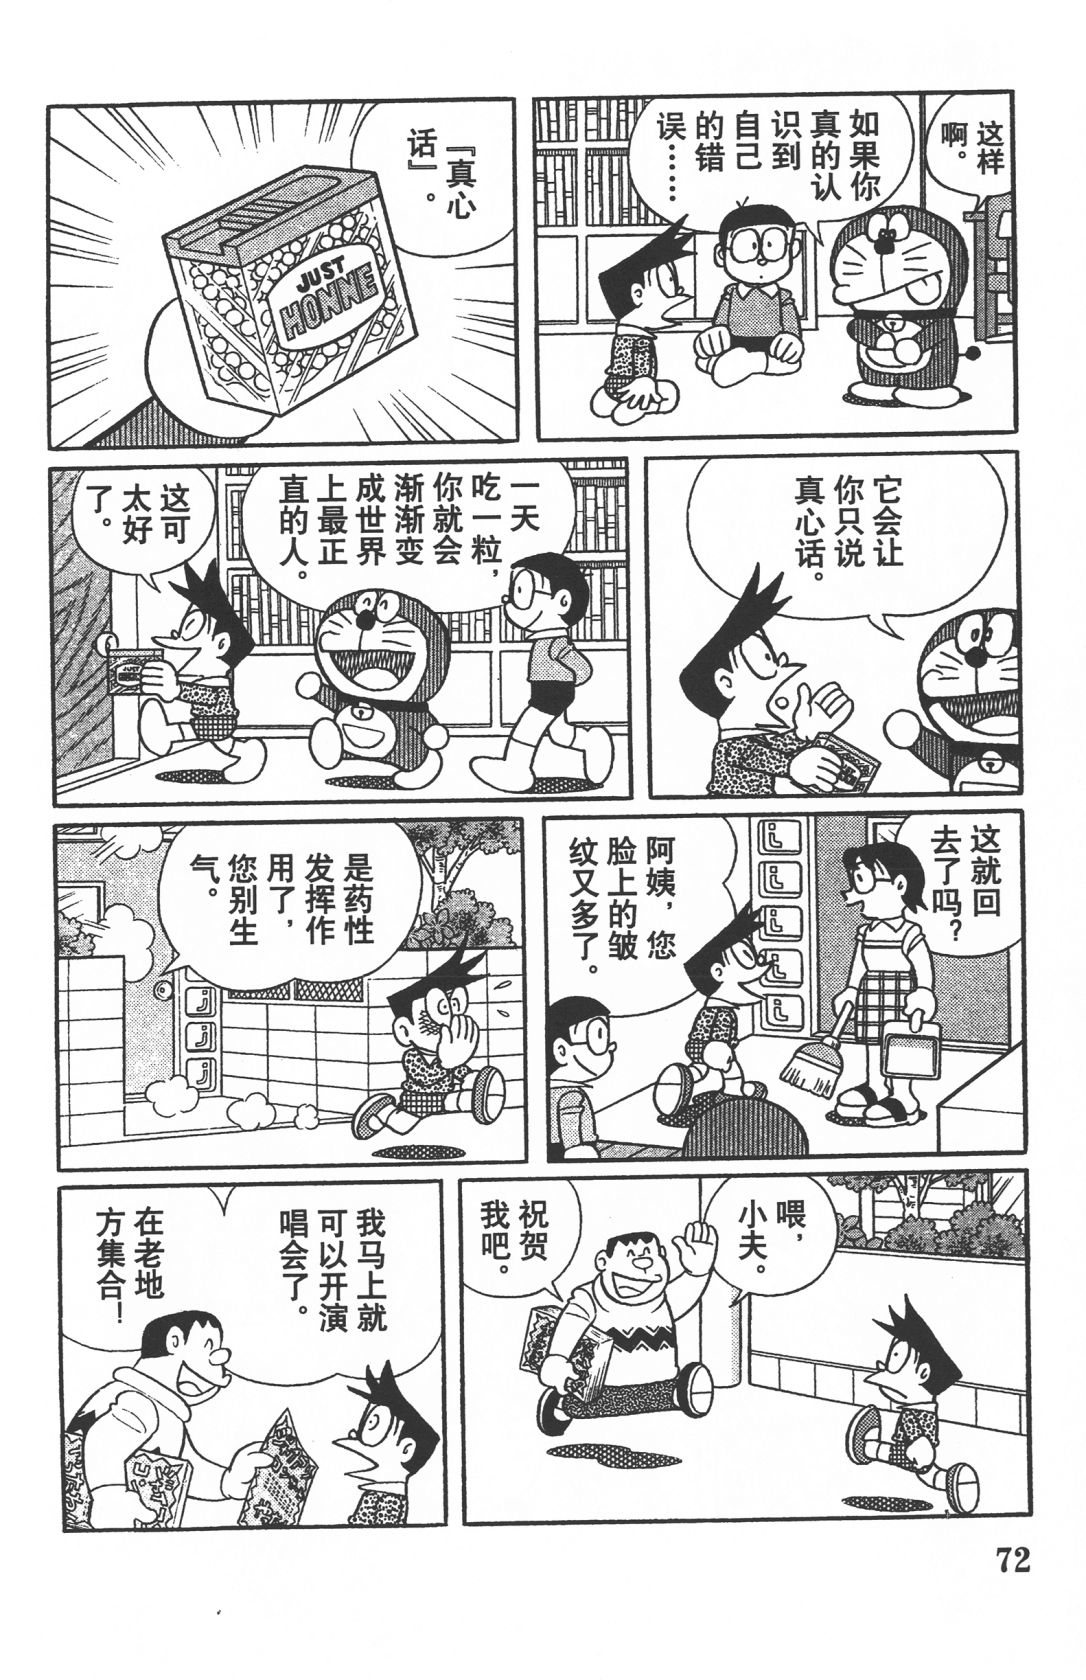 这样
啊。
如果你
真的认
识到
自己
的错
误……
『真心
话』。
JUST
HONNE
它会让
你只说
真心话。
一天
吃一粒，
你就会
渐渐变
成世界
上最正
直的人。
这可
太好
了。
JUST
这就回
去了吗？
阿姨，您
脸上的皱
纹又多了。
是药性
发挥作
用了，
您别生
气。
喂，
小夫。
祝贺
我吧。
我马上就
可以开演
唱会了。
在老地
方集合！
72